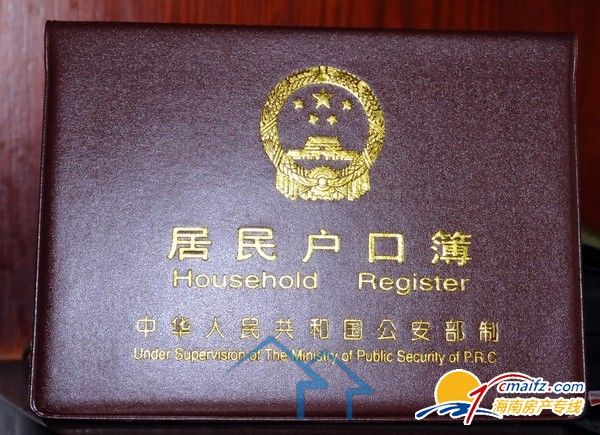 居民户口簿
Household Register
中华人民共和国公安部制
Under Supervision of The Ministry of Public Security of P.R.C
cmaifz.com
海南房产专线